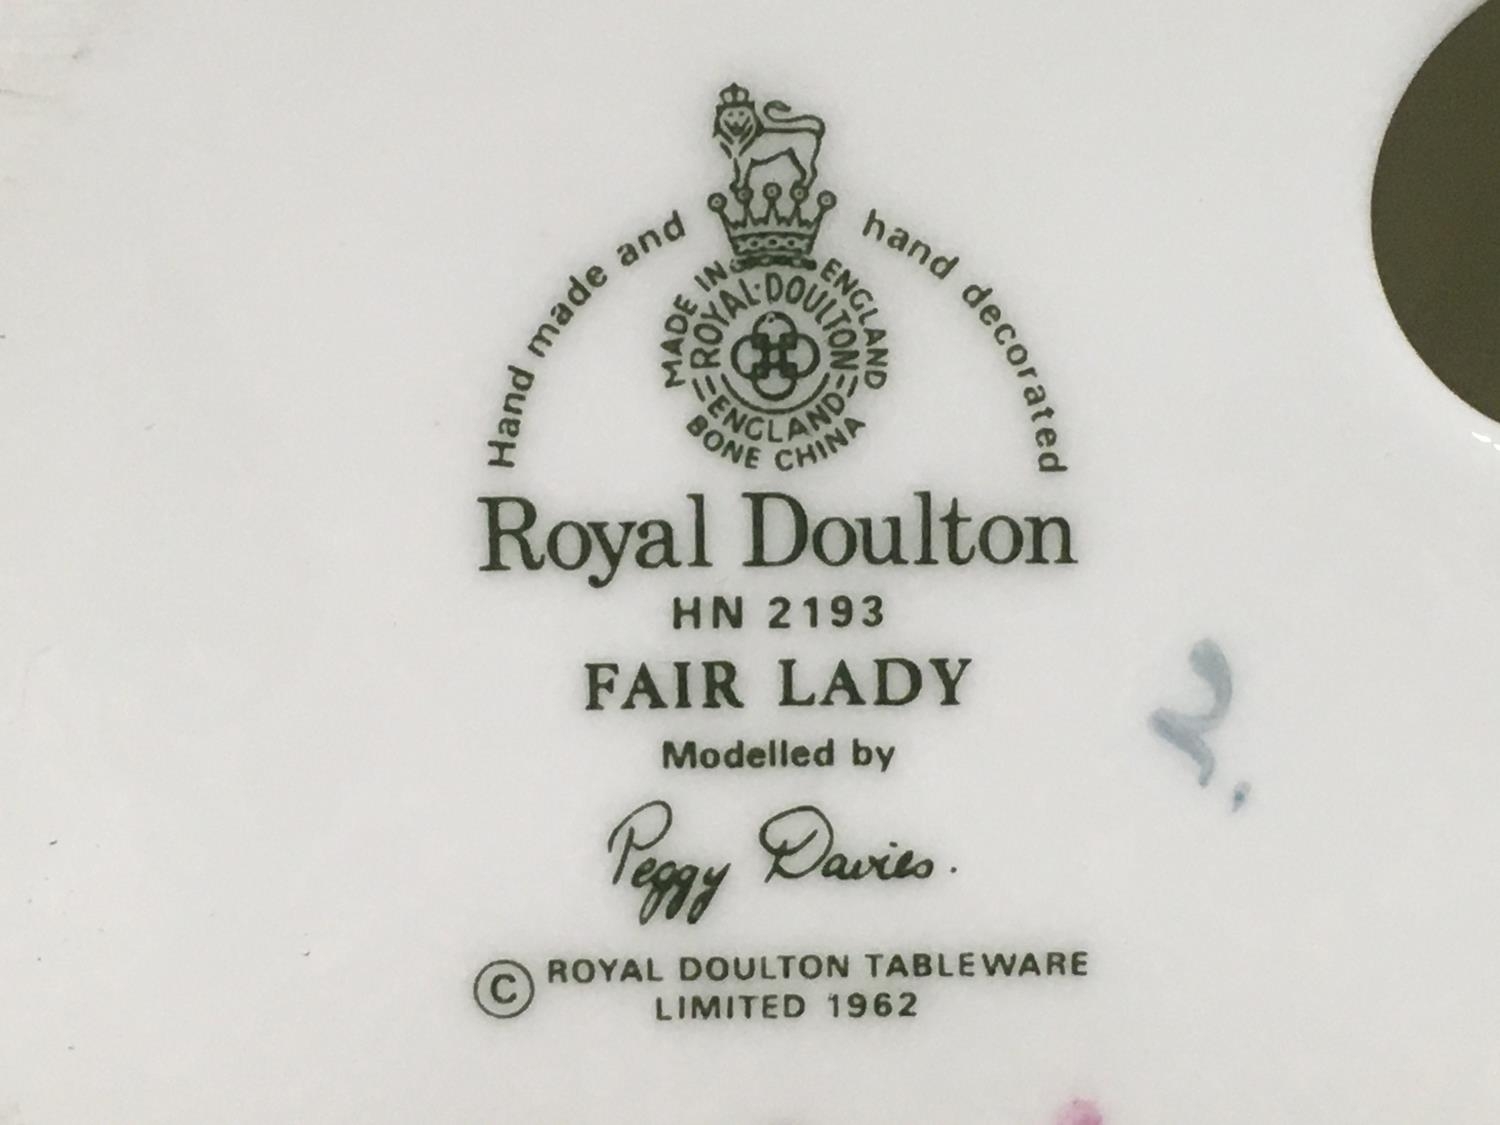 Hand made and hand decorated
MADE IN ENGLAND
ROYAL·DOULTON
ENGLAND
BONE CHINA
Royal Doulton
HN 2193
FAIR LADY
Modelled by
Peggy Davies.
© ROYAL DOULTON TABLEWARE
LIMITED 1962